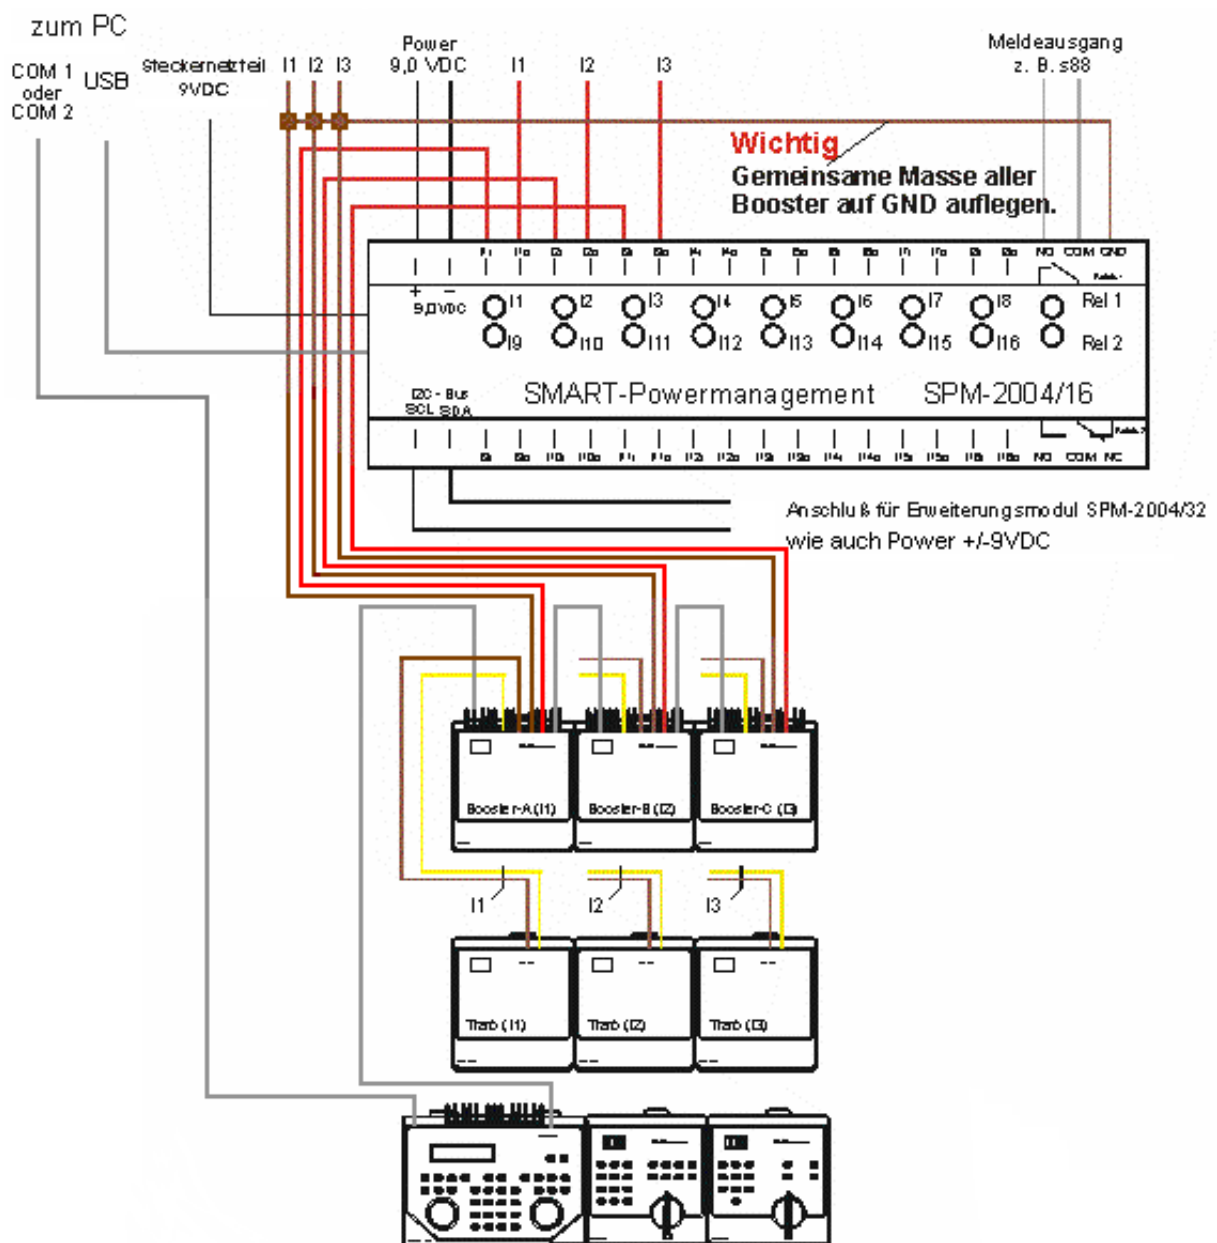 zum PC
COM 1
oder
COM 2
USB
Steckernetzteil
9VDC
I1 I2 I3
Power
9,0 VDC
I1 I2 I3
Meldeausgang
z. B. s88
Wichtig
Gemeinsame Masse aller
Booster auf GND auflegen.
NO COM GND
+ −
9,0VDC
I1 I2 I3 I4 I5 I6 I7 I8 Rel 1
I9 I10 I11 I12 I13 I14 I15 I16 Rel 2
I2C - Bus
SCL SDA
SMART-Powermanagement SPM-2004/16
NO COM NC
Anschluß für Erweiterungsmodul SPM-2004/32
wie auch Power +/-9VDC
Booster-A (I1) Booster-B (I2) Booster-C (I3)
I1 I2 I3
Trafo (I1) Trafo (I2) Trafo (I3)